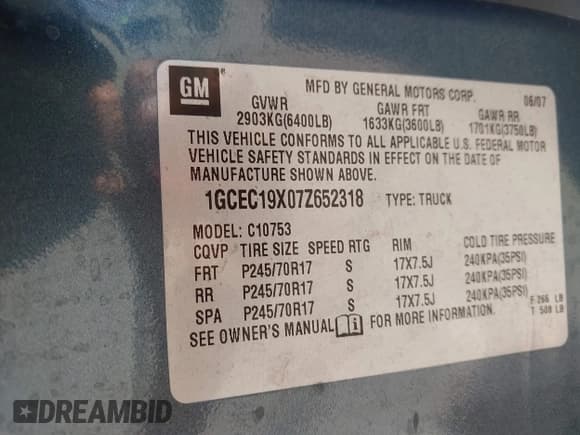 GM
MFD BY GENERAL MOTORS CORP. 06/07
GVWR GAWR FRT GAWR RR
2903KG(6400LB) 1633KG(3600LB) 1701KG(3750LB)
THIS VEHICLE CONFORMS TO ALL APPLICABLE U.S. FEDERAL MOTOR
VEHICLE SAFETY STANDARDS IN EFFECT ON THE DATE OF
MANUFACTURE SHOWN ABOVE.
1GCEC19X07Z652318 TYPE: TRUCK
MODEL: C10753
CQVP TIRE SIZE SPEED RTG RIM COLD TIRE PRESSURE
FRT P245/70R17 S 17X7.5J 240KPA(35PSI)
RR P245/70R17 S 17X7.5J 240KPA(35PSI)
SPA P245/70R17 S 17X7.5J 240KPA(35PSI)
SEE OWNER'S MANUAL i FOR MORE INFORMATION.
F 266 LB
T 508 LB
DREAMBID